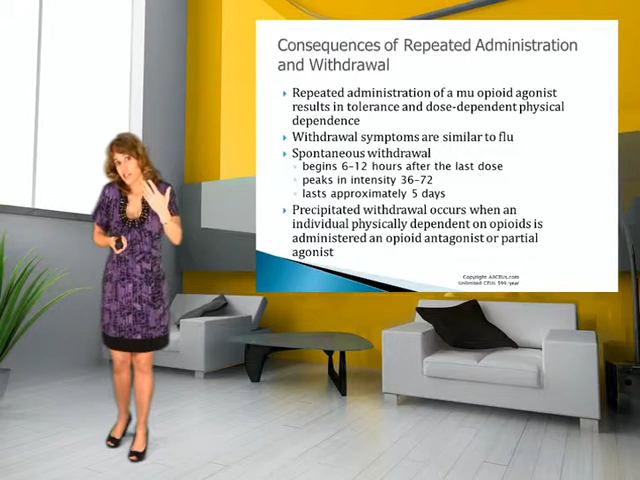 Consequences of Repeated Administration
and Withdrawal
Repeated administration of a mu opioid agonist
results in tolerance and dose-dependent physical
dependence
Withdrawal symptoms are similar to flu
Spontaneous withdrawal
begins 6-12 hours after the last dose
peaks in intensity 36-72
lasts approximately 5 days
Precipitated withdrawal occurs when an
individual physically dependent on opioids is
administered an opioid antagonist or partial
agonist
Copyright AllCEUs.com
Unlimited CEUs $99/year